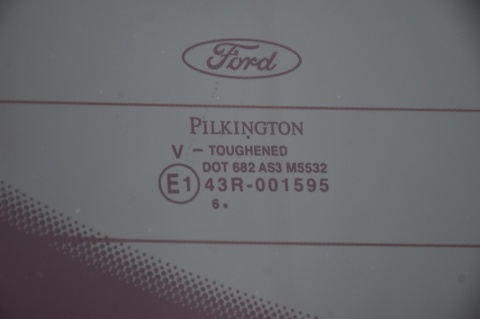 Ford
PILKINGTON
V - TOUGHENED
DOT 682 AS3 M5532
E1 43R-001595
6 •